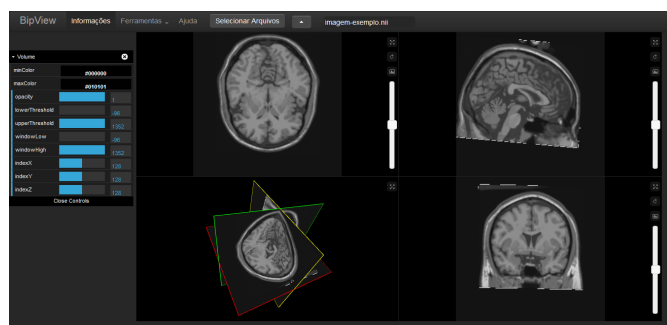 BipView Informações Ferramentas Ajuda Selecionar Arquivos imagem-exemplo.nii
Volume
minColor #000000
maxColor #010101
opacity 1
lowerThreshold -86
upperThreshold 1352
windowLow -86
windowHigh 1352
indexX 128
indexY 128
indexZ 128
Close Controls